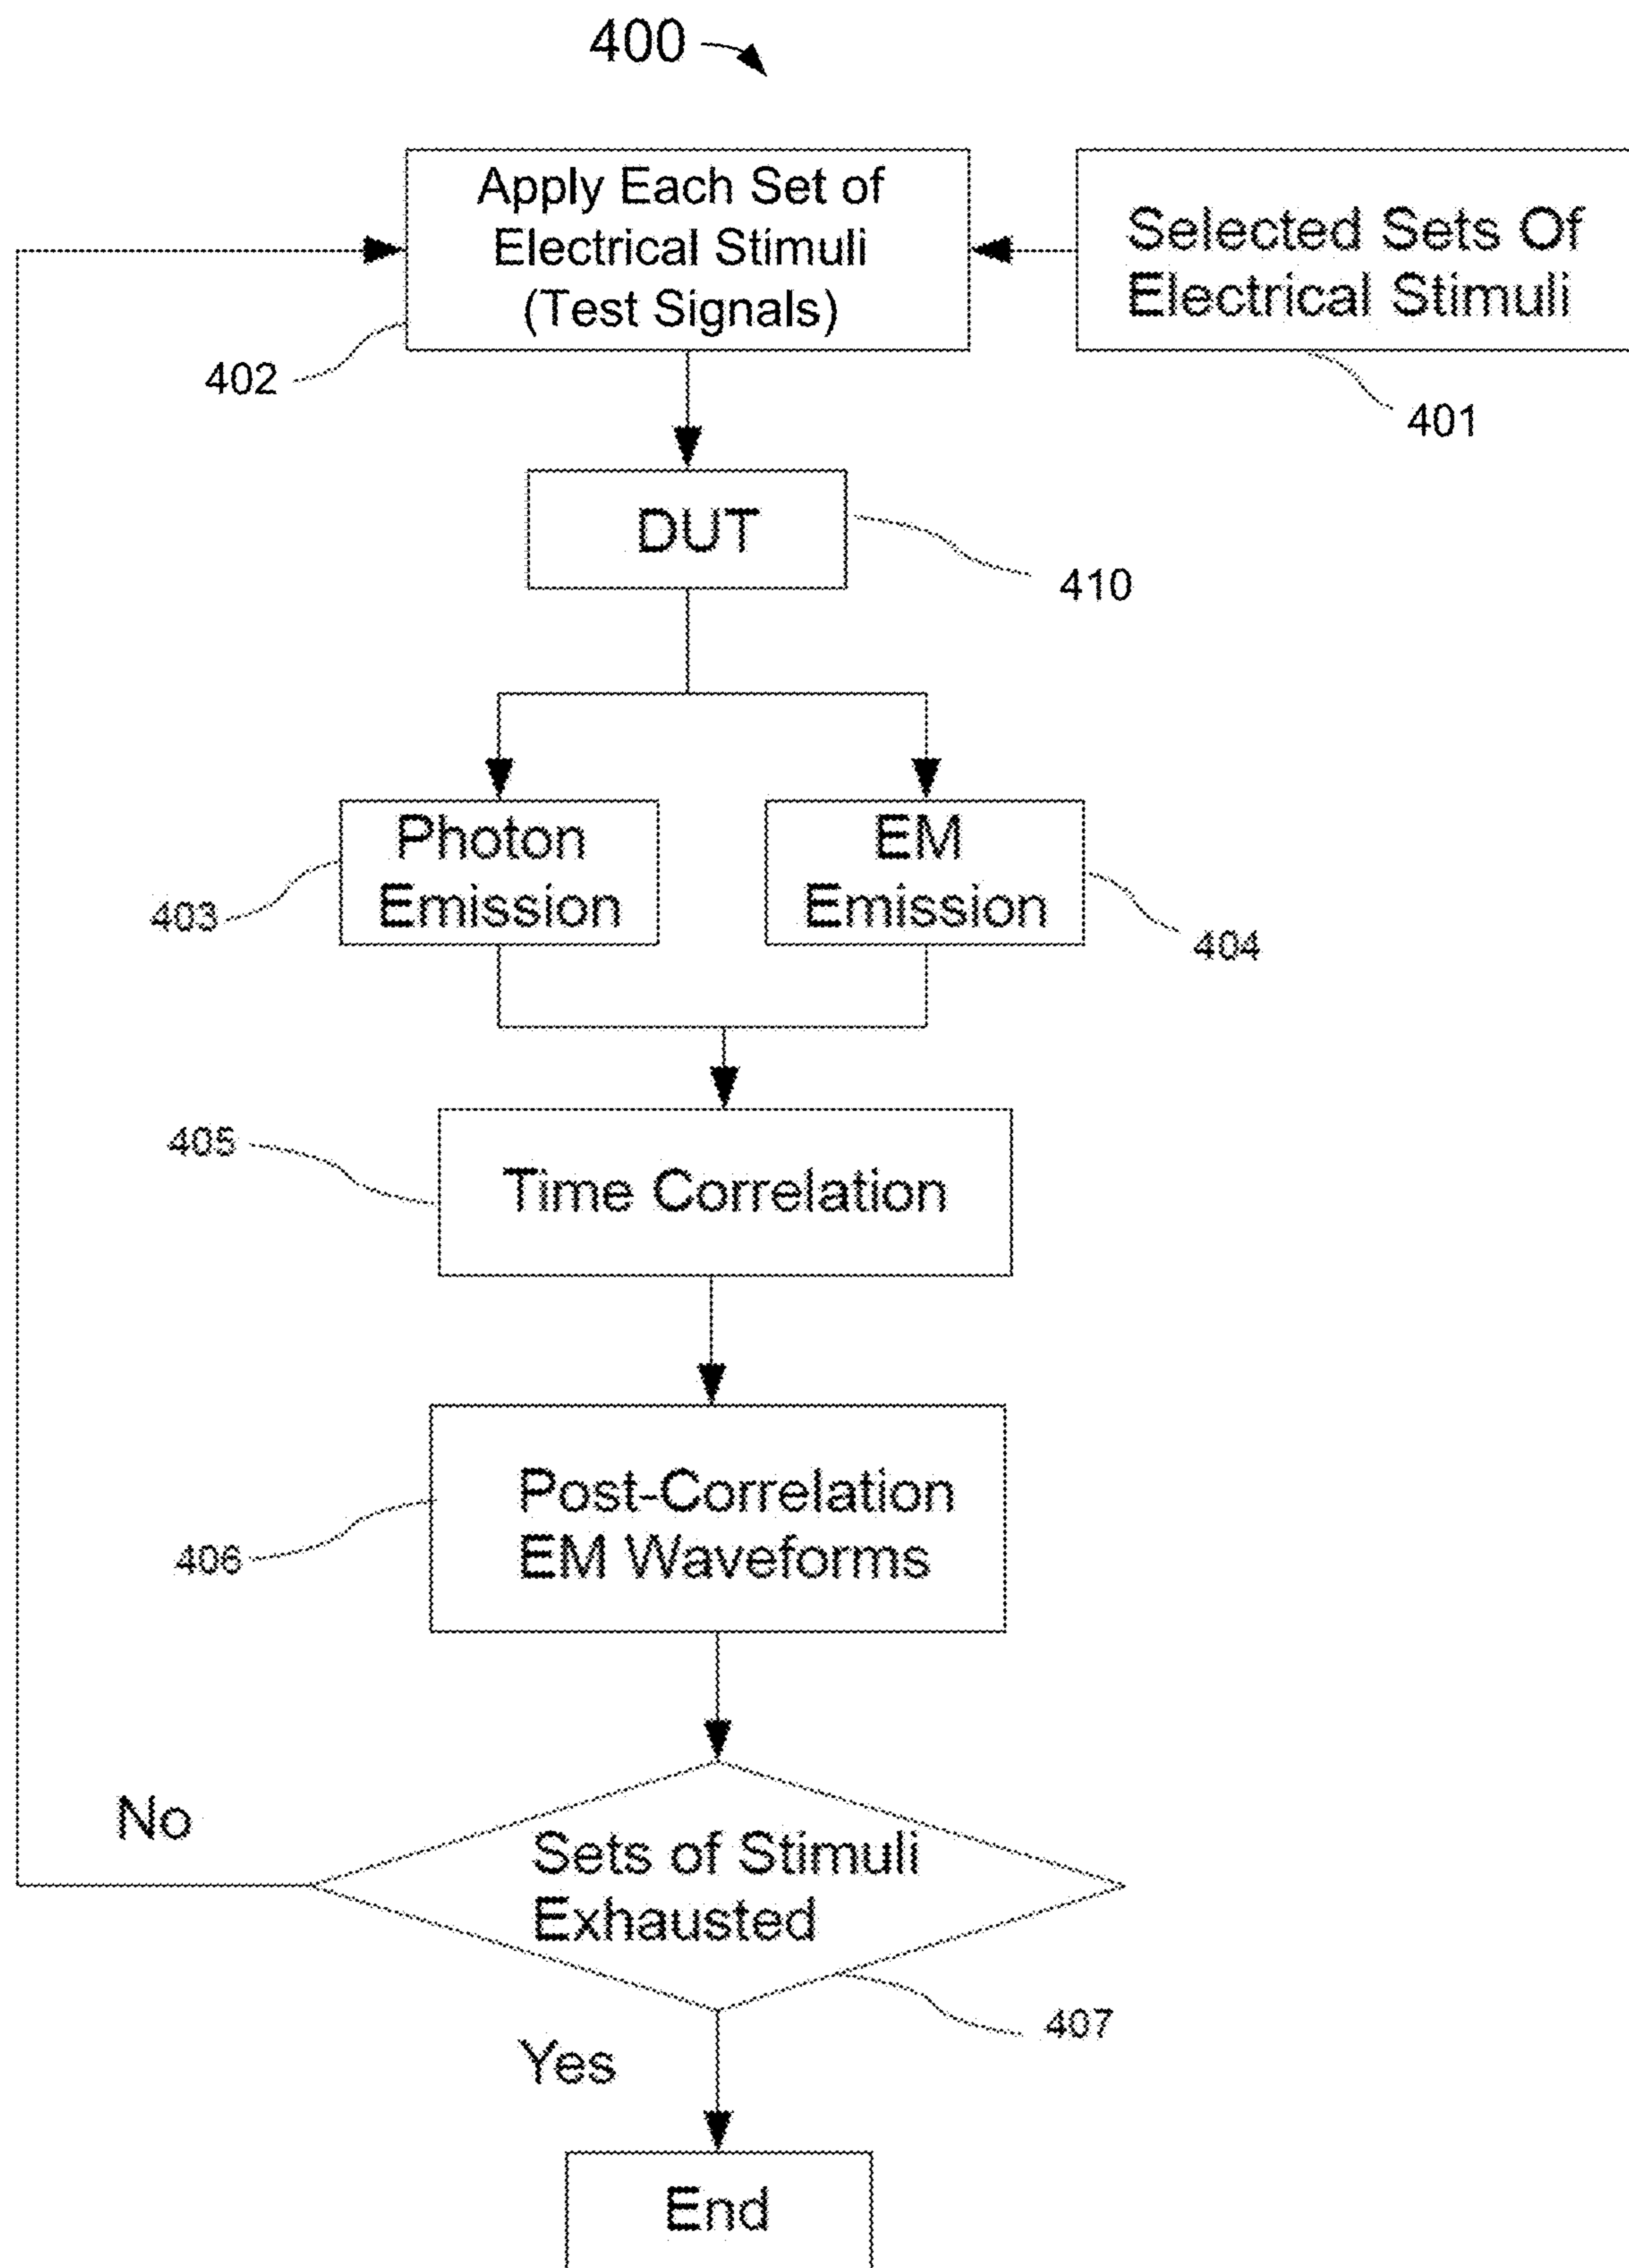 400
Apply Each Set of
Electrical Stimuli
(Test Signals)
Selected Sets Of
Electrical Stimuli
402
401
DUT
410
Photon
Emission
EM
Emission
403
404
405
Time Correlation
Post-Correlation
EM Waveforms
406
No
Sets of Stimuli
Exhausted
407
Yes
End